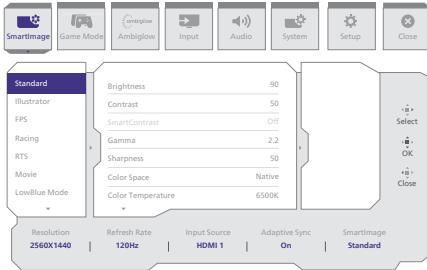 ambiglow
SmartImage
Game Mode
Ambiglow
Input
Audio
System
Setup
Close
Standard
Illustrator
FPS
Racing
RTS
Movie
LowBlue Mode
Brightness 90
Contrast 50
SmartContrast Off
Gamma 2.2
Sharpness 50
Color Space Native
Color Temperature 6500K
Select
OK
Close
Resolution Refresh Rate Input Source Adaptive Sync SmartImage
2560X1440 | 120Hz | HDMI 1 | On | Standard